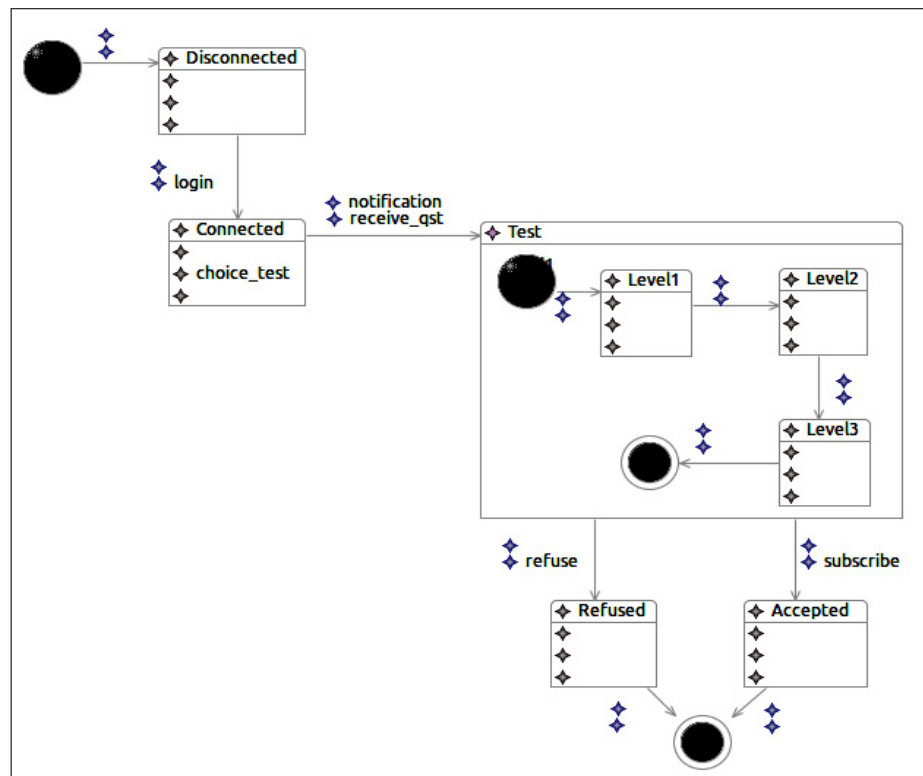 Disconnected
login
notification
receive_qst
Connected
choice_test
Test
Level1
Level2
Level3
refuse
subscribe
Refused
Accepted